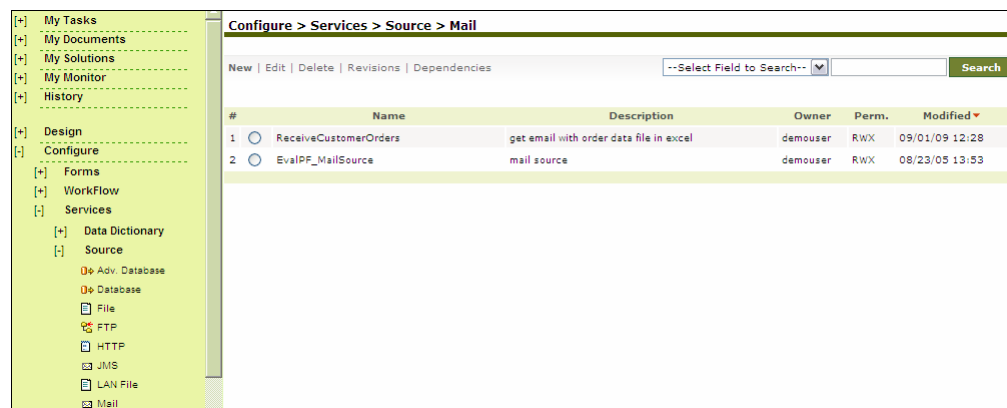 [+] My Tasks
[+] My Documents
[+] My Solutions
[+] My Monitor
[+] History
[+] Design
[-] Configure
[+] Forms
[+] WorkFlow
[-] Services
[+] Data Dictionary
[-] Source
Adv. Database
Database
File
FTP
HTTP
JMS
LAN File
Mail
Configure > Services > Source > Mail
New | Edit | Delete | Revisions | Dependencies
--Select Field to Search--
Search
# Name Description Owner Perm. Modified
1 ReceiveCustomerOrders get email with order data file in excel demouser RWX 09/01/09 12:28
2 EvalPF_MailSource mail source demouser RWX 08/23/05 13:53